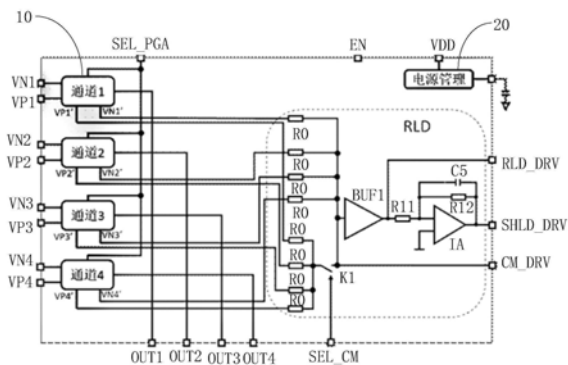 10
20
SEL_PGA
EN
VDD
VN1
VP1
通道1
VP1'
VN1'
电源管理
VN2
VP2
通道2
VP2'
VN2'
VN3
VP3
通道3
VP3'
VN3'
VN4
VP4
通道4
VP4'
VN4'
RLD
R0
R0
R0
R0
R0
R0
R0
R0
BUF1
R11
C5
R12
IA
K1
RLD_DRV
SHLD_DRV
CM_DRV
OUT1
OUT2
OUT3
OUT4
SEL_CM